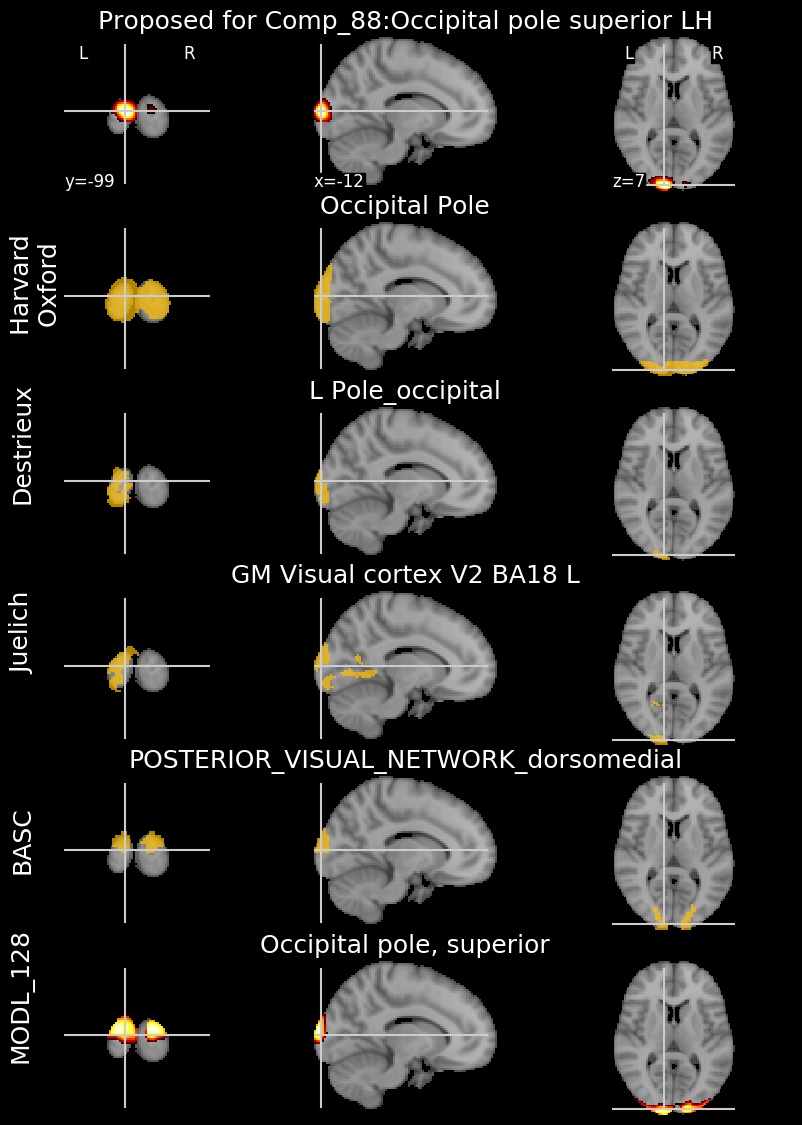 Proposed for Comp_88:Occipital pole superior LH
L R
L R
y=-99
x=-12
z=7
Occipital Pole
Harvard
Oxford
L Pole_occipital
Destrieux
GM Visual cortex V2 BA18 L
Juelich
POSTERIOR_VISUAL_NETWORK_dorsomedial
BASC
Occipital pole, superior
MODL_128